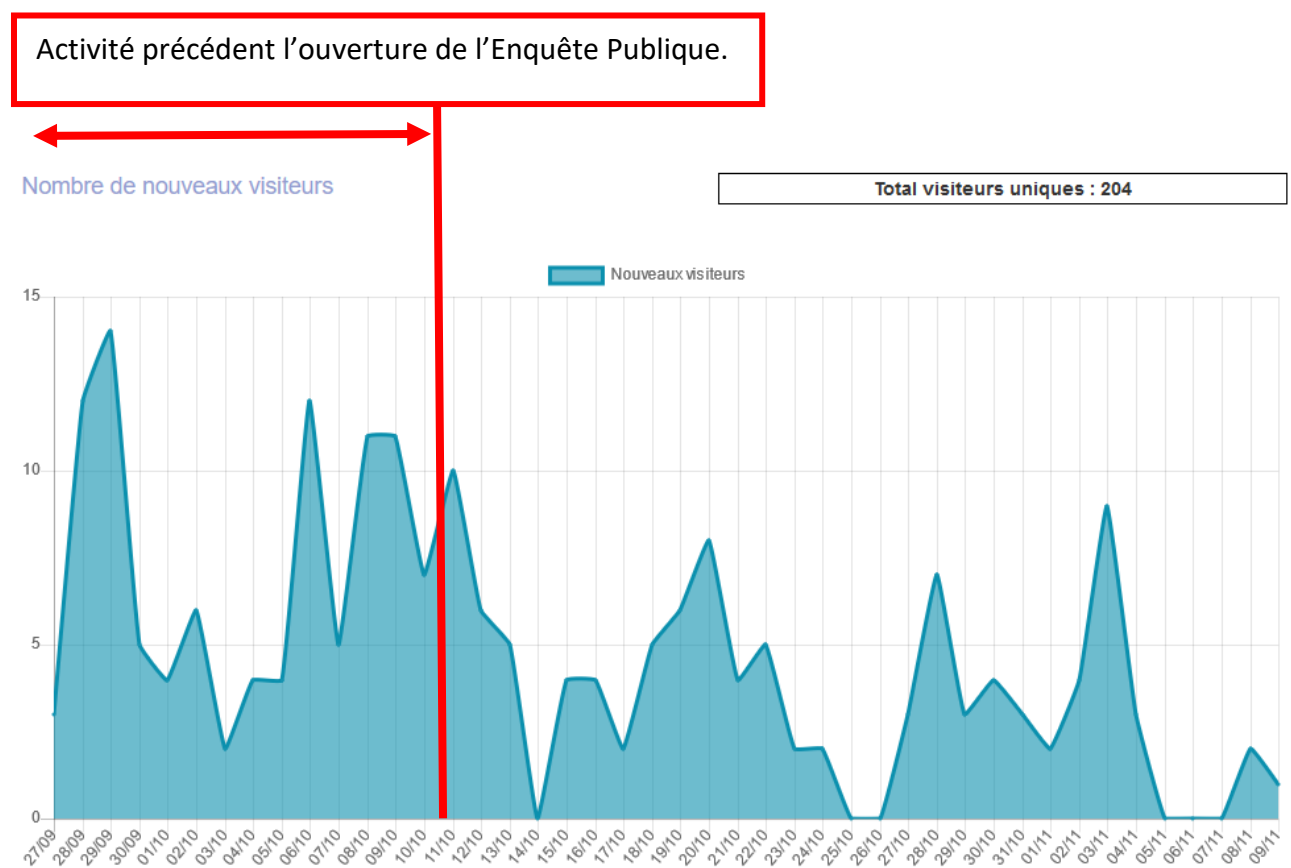 Activité précédent l’ouverture de l’Enquête Publique.
Nombre de nouveaux visiteurs
Total visiteurs uniques : 204
Nouveaux visiteurs
15
10
5
0
27/09 28/09 29/09 30/09 01/10 02/10 03/10 04/10 05/10 06/10 07/10 08/10 09/10 10/10 11/10 12/10 13/10 14/10 15/10 16/10 17/10 18/10 19/10 20/10 21/10 22/10 23/10 24/10 25/10 26/10 27/10 28/10 29/10 30/10 31/10 01/11 02/11 03/11 04/11 05/11 06/11 07/11 08/11 09/11